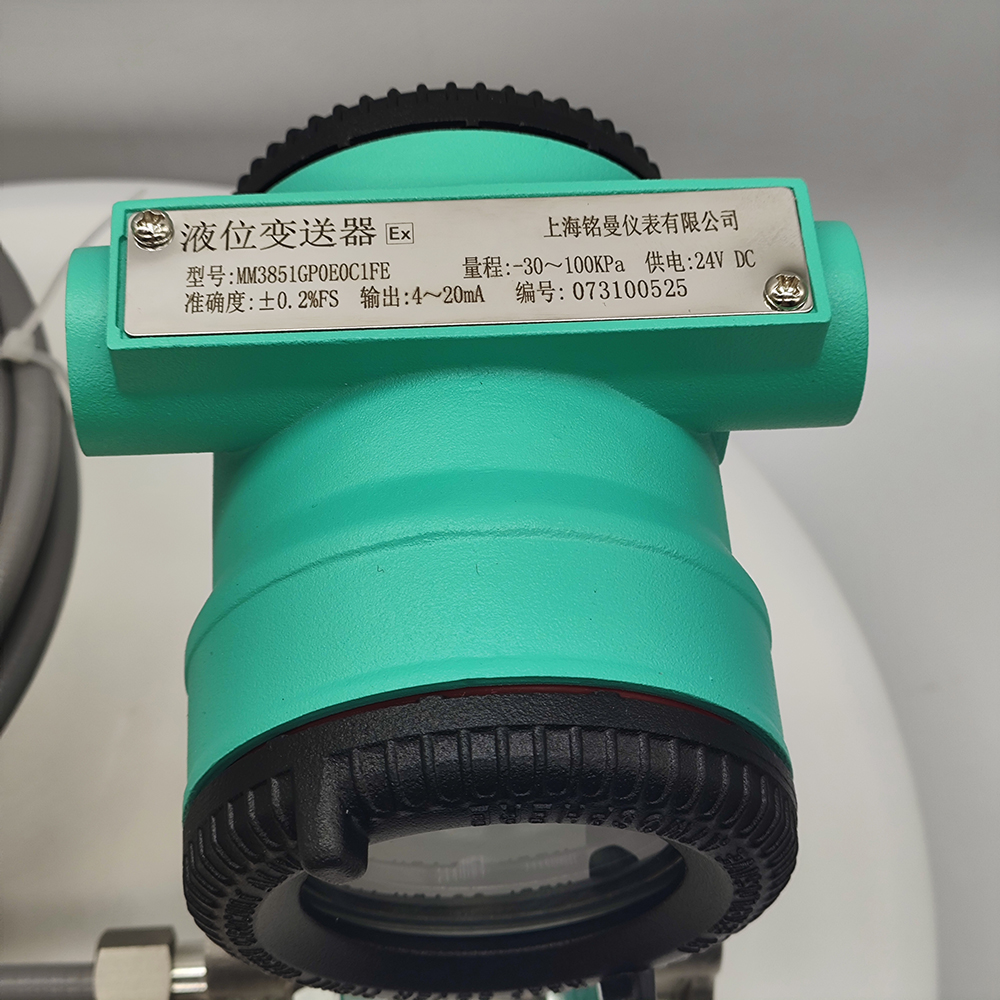 液位变送器 Ex 上海铭曼仪表有限公司
型号:MM3851GP0E0C1FE 量程:-30～100KPa 供电:24V DC
准确度:±0.2%FS 输出:4～20mA 编号: 073100525